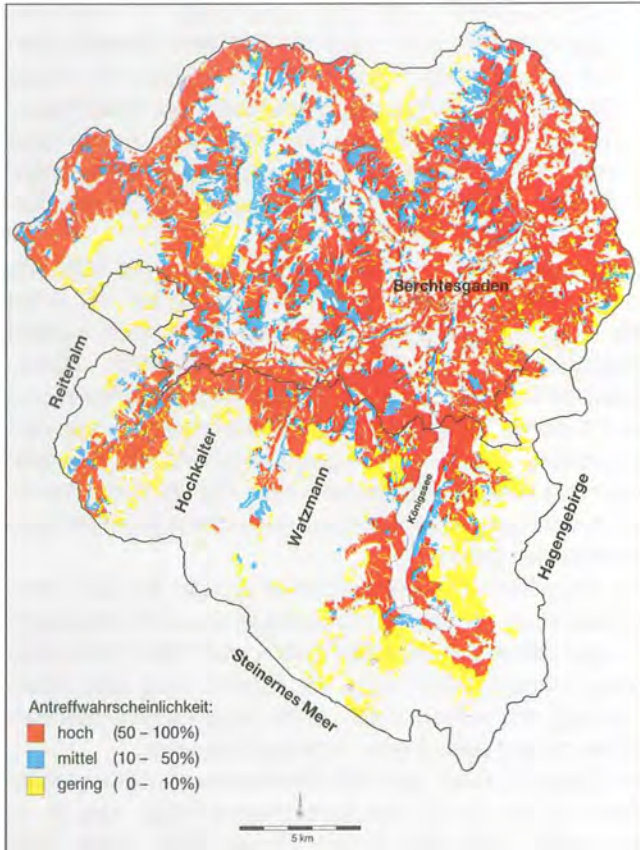 Berchtesgaden
Reiteralm
Hochkalter
Watzmann
Königssee
Hagengebirge
Steinernes Meer
Antreffwahrscheinlichkeit:
hoch (50 – 100%)
mittel (10 – 50%)
gering ( 0 – 10%)
5 km